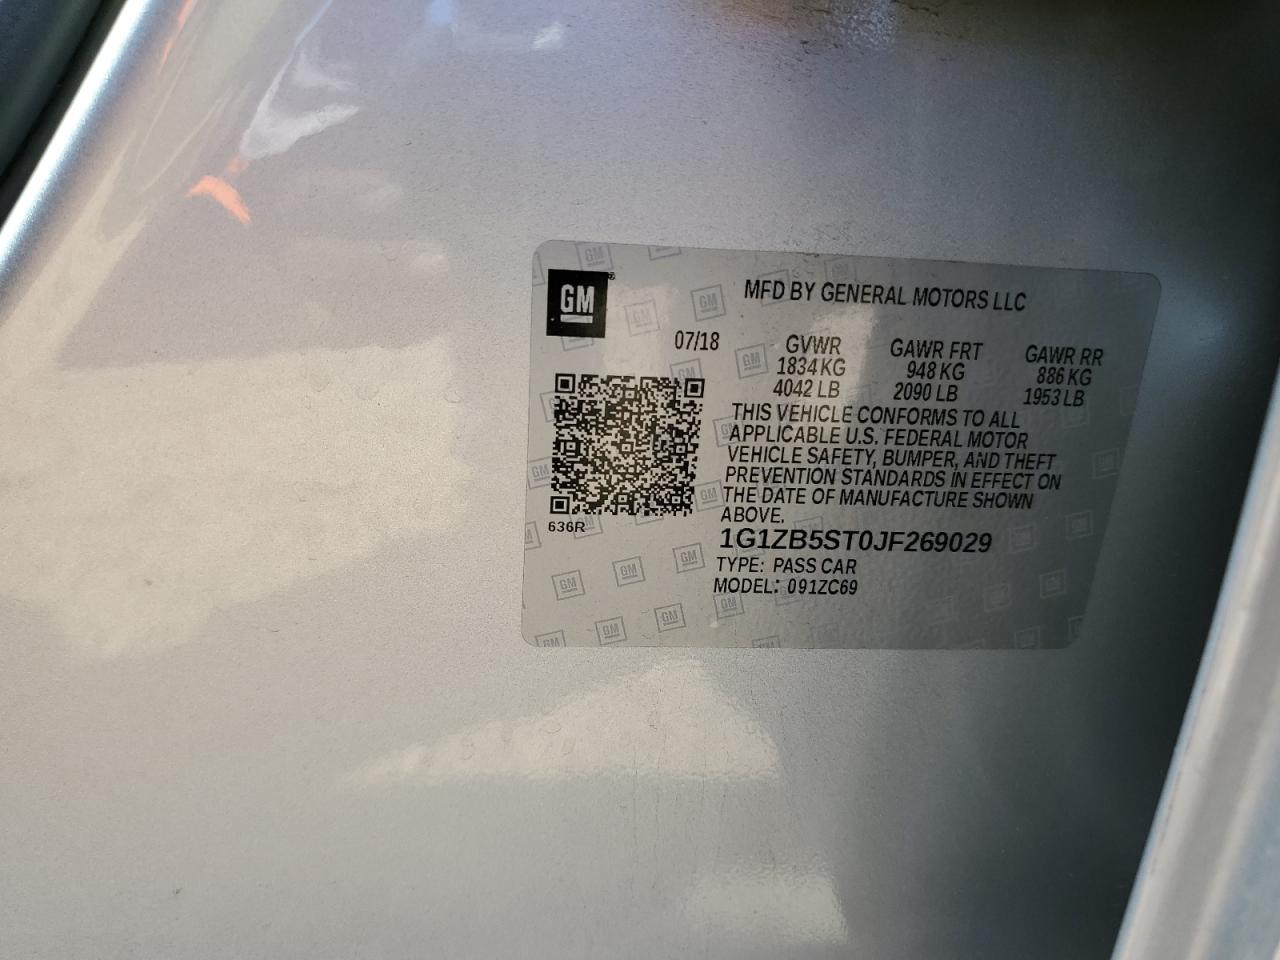 GM ®
MFD BY GENERAL MOTORS LLC
07/18
GVWR GAWR FRT GAWR RR
1834 KG 948 KG 886 KG
4042 LB 2090 LB 1953 LB
THIS VEHICLE CONFORMS TO ALL
APPLICABLE U.S. FEDERAL MOTOR
VEHICLE SAFETY, BUMPER, AND THEFT
PREVENTION STANDARDS IN EFFECT ON
THE DATE OF MANUFACTURE SHOWN
ABOVE.
636R
1G1ZB5ST0JF269029
TYPE: PASS CAR
MODEL: 091ZC69